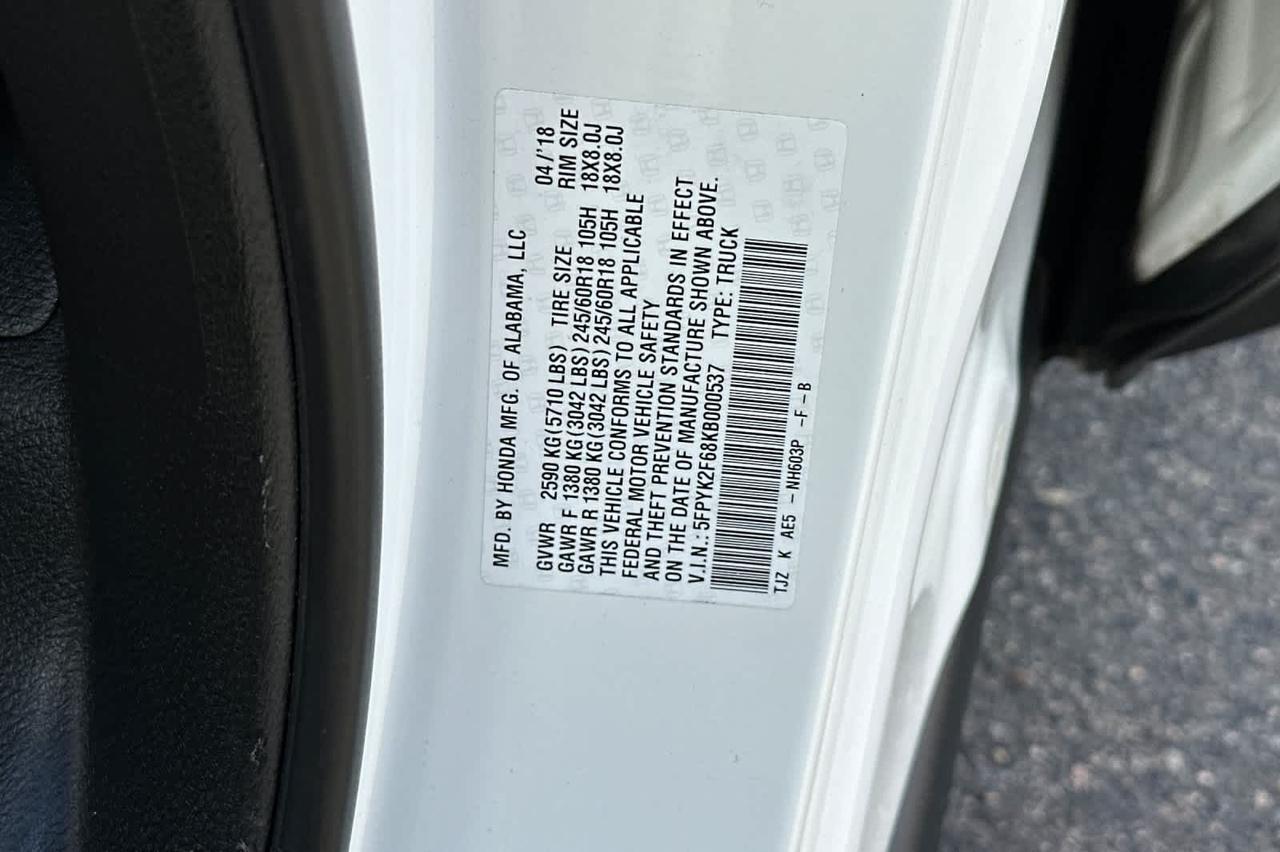 MFD. BY HONDA MFG. OF ALABAMA, LLC 04/'18
GVWR 2590 KG(5710 LBS) TIRE SIZE RIM SIZE
GAWR F 1380 KG(3042 LBS)245/60R18 105H 18X8.0J
GAWR R 1380 KG(3042 LBS)245/60R18 105H 18X8.0J
THIS VEHICLE CONFORMS TO ALL APPLICABLE
FEDERAL MOTOR VEHICLE SAFETY
AND THEFT PREVENTION STANDARDS IN EFFECT
ON THE DATE OF MANUFACTURE SHOWN ABOVE.
V.I.N.: 5FPYK2F68KB000537 TYPE: TRUCK
TJZ K AE5 -NH603P -F-B